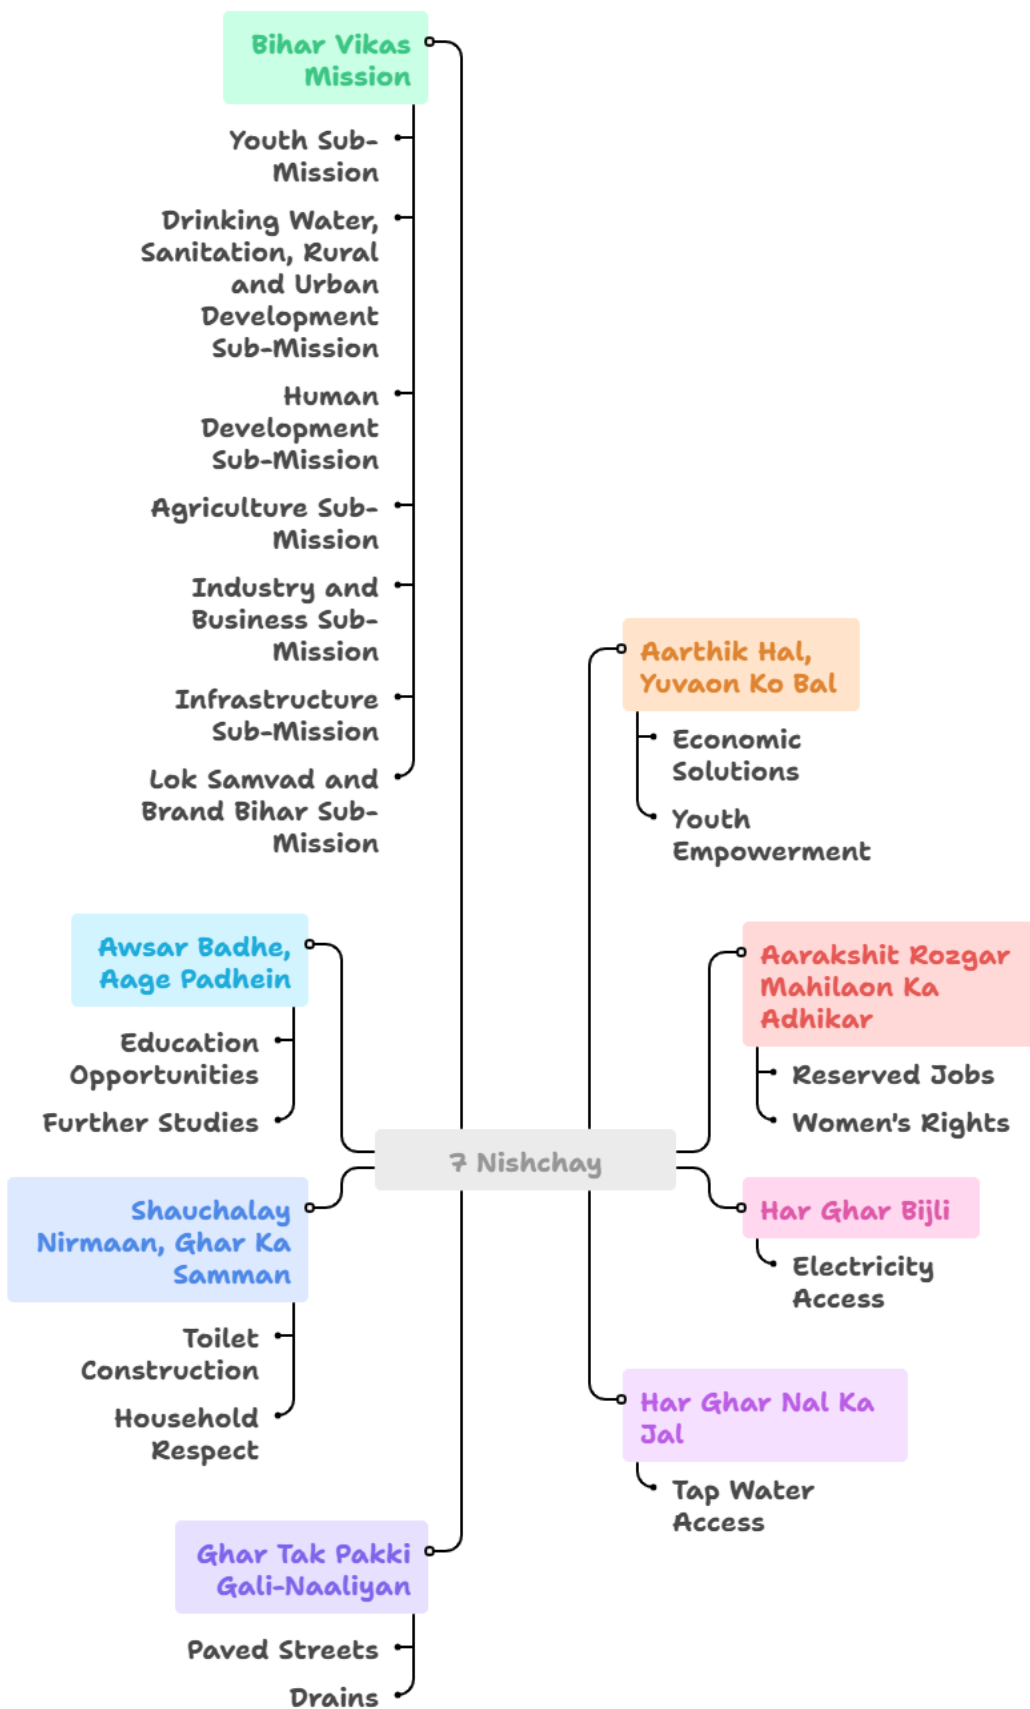 Bihar Vikas
Mission
Youth Sub-
Mission
Drinking Water,
Sanitation, Rural
and Urban
Development
Sub-Mission
Human
Development
Sub-Mission
Agriculture Sub-
Mission
Industry and
Business Sub-
Mission
Infrastructure
Sub-Mission
Lok Samvad and
Brand Bihar Sub-
Mission
Awsar Badhe,
Aage Padhein
Education
Opportunities
Further Studies
Shauchalay
Nirmaan, Ghar Ka
Samman
Toilet
Construction
Household
Respect
Ghar Tak Pakki
Gali-Naaliyan
Paved Streets
Drains
7 Nishchay
Aarthik Hal,
Yuvaon Ko Bal
Economic
Solutions
Youth
Empowerment
Aarakshit Rozgar
Mahilaon Ka
Adhikar
Reserved Jobs
Women's Rights
Har Ghar Bijli
Electricity
Access
Har Ghar Nal Ka
Jal
Tap Water
Access